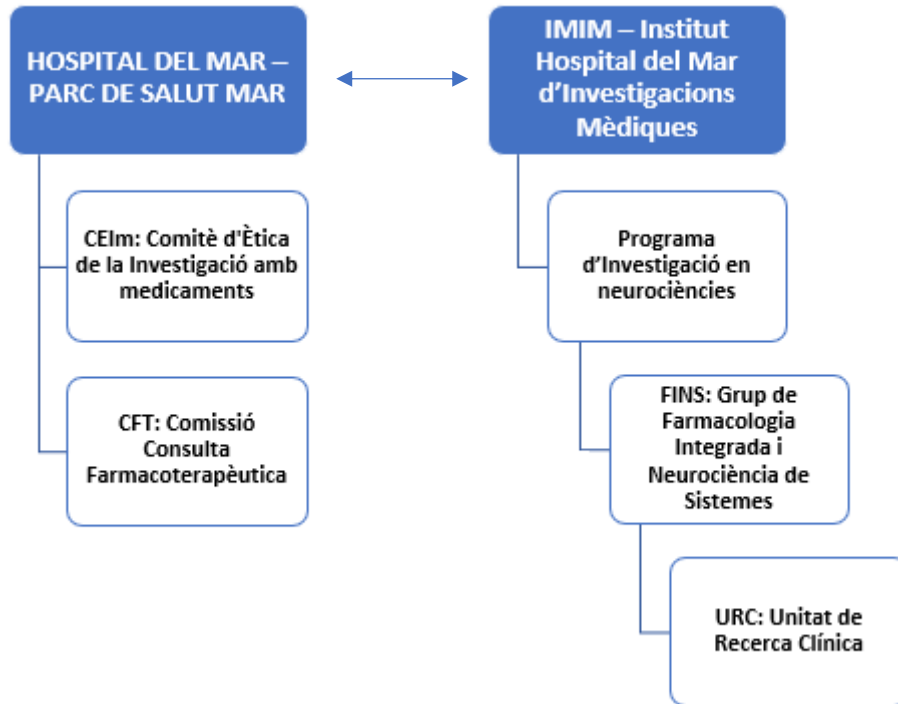 HOSPITAL DEL MAR –
PARC DE SALUT MAR
CEIm: Comitè d'Ètica
de la Investigació amb
medicaments
CFT: Comissió
Consulta
Farmacoterapèutica
IMIM – Institut
Hospital del Mar
d’Investigacions
Mèdiques
Programa
d’Investigació en
neurociències
FINS: Grup de
Farmacologia
Integrada i
Neurociència de
Sistemes
URC: Unitat de
Recerca Clínica